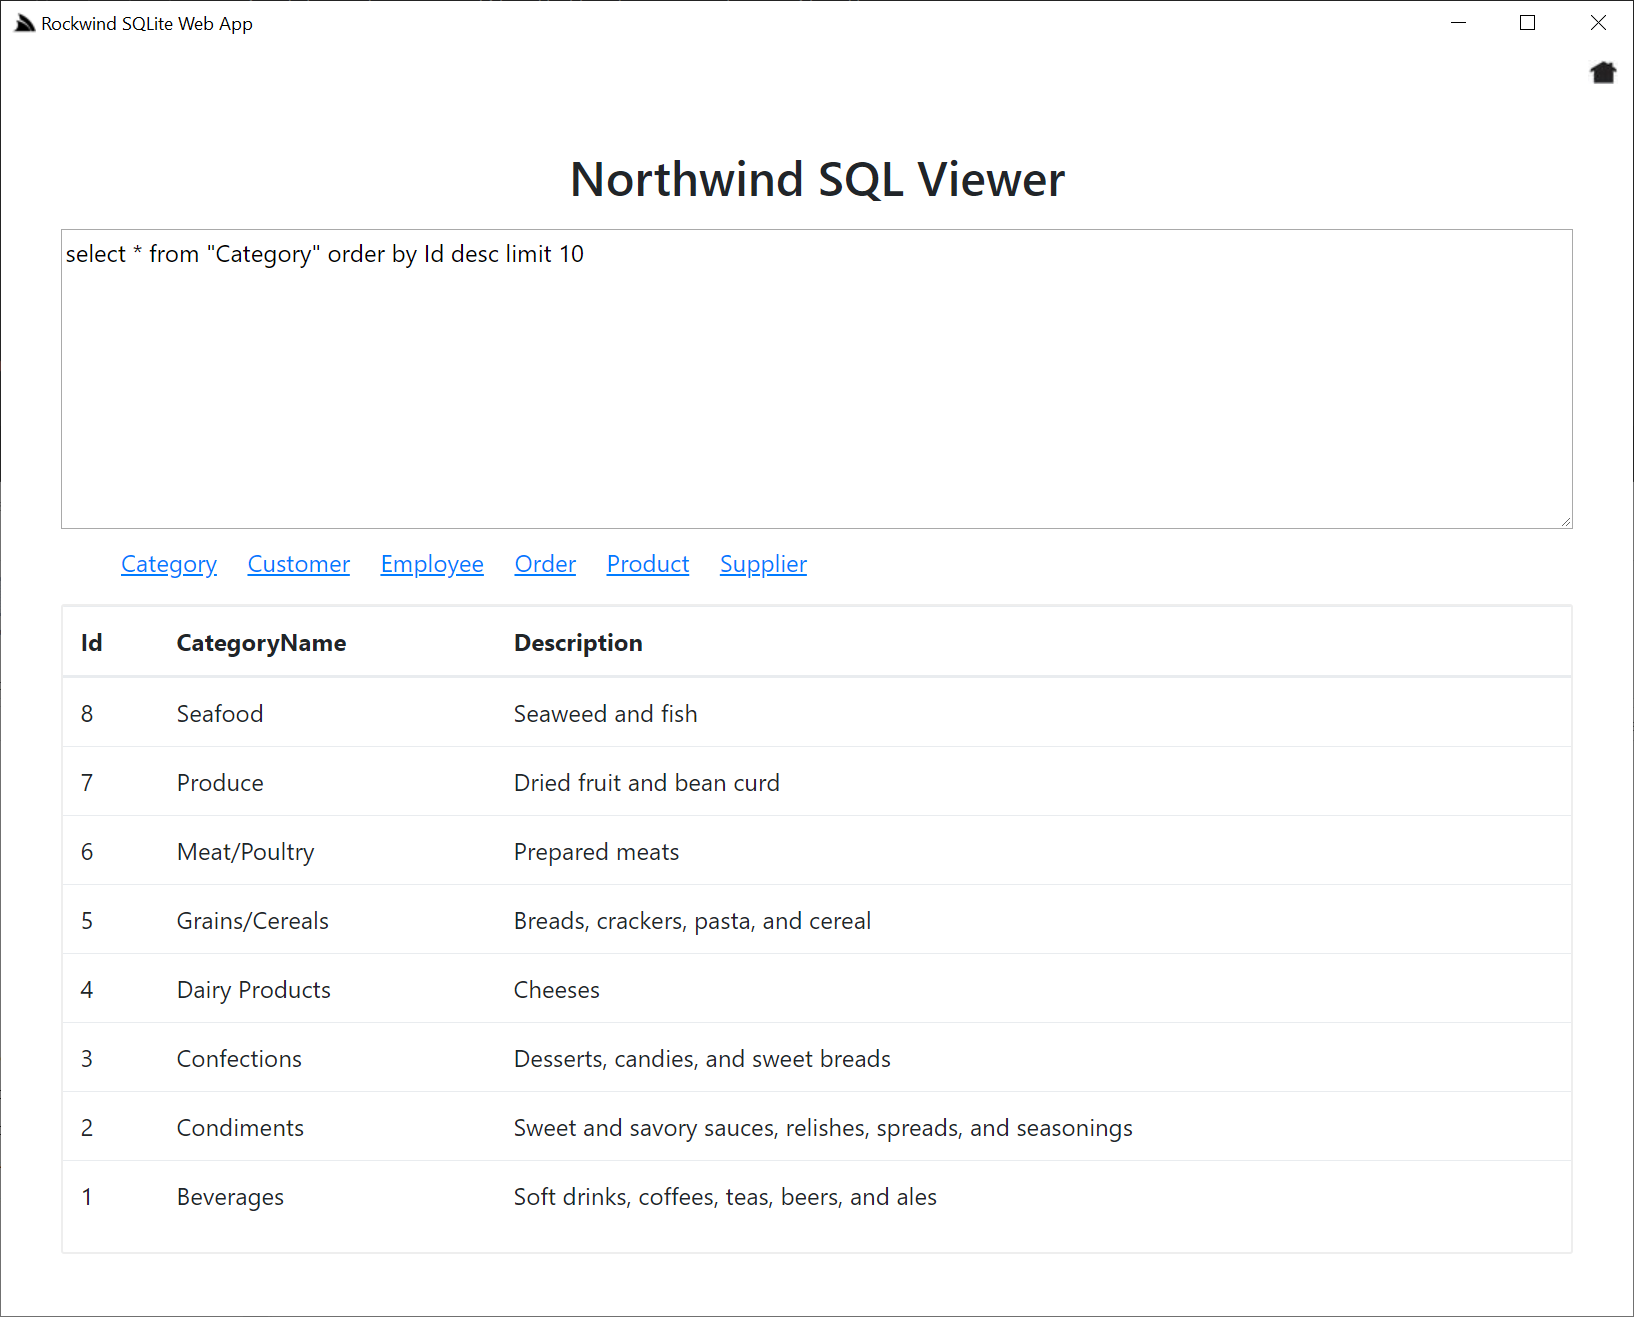 Rockwind SQLite Web App
Northwind SQL Viewer
select * from "Category" order by Id desc limit 10
Category Customer Employee Order Product Supplier
Id CategoryName Description
8 Seafood Seaweed and fish
7 Produce Dried fruit and bean curd
6 Meat/Poultry Prepared meats
5 Grains/Cereals Breads, crackers, pasta, and cereal
4 Dairy Products Cheeses
3 Confections Desserts, candies, and sweet breads
2 Condiments Sweet and savory sauces, relishes, spreads, and seasonings
1 Beverages Soft drinks, coffees, teas, beers, and ales